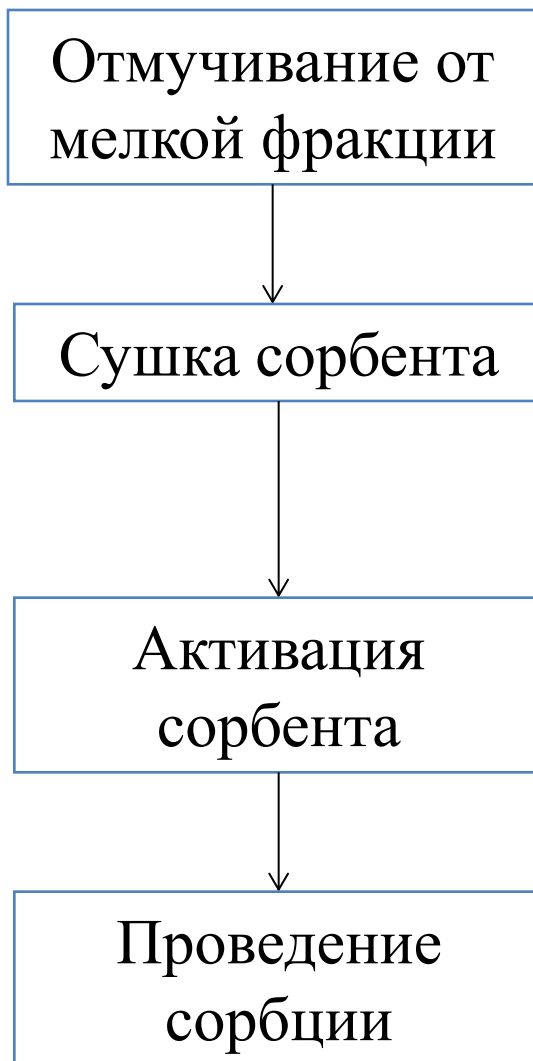 Отмучивание от
мелкой фракции
Сушка сорбента
Активация
сорбента
Проведение
сорбции